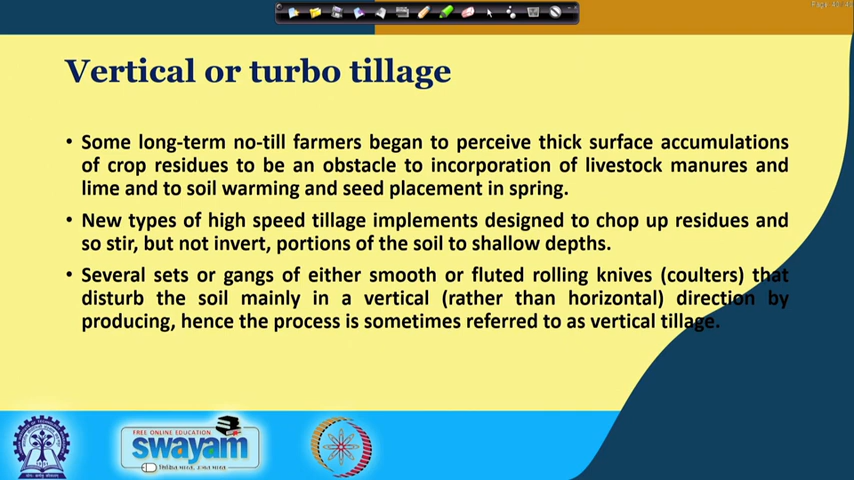 Vertical or turbo tillage
• Some long-term no-till farmers began to perceive thick surface accumulations
of crop residues to be an obstacle to incorporation of livestock manures and
lime and to soil warming and seed placement in spring.
• New types of high speed tillage implements designed to chop up residues and
so stir, but not invert, portions of the soil to shallow depths.
• Several sets or gangs of either smooth or fluted rolling knives (coulters) that
disturb the soil mainly in a vertical (rather than horizontal) direction by
producing, hence the process is sometimes referred to as vertical tillage.
FREE ONLINE EDUCATION
swayam